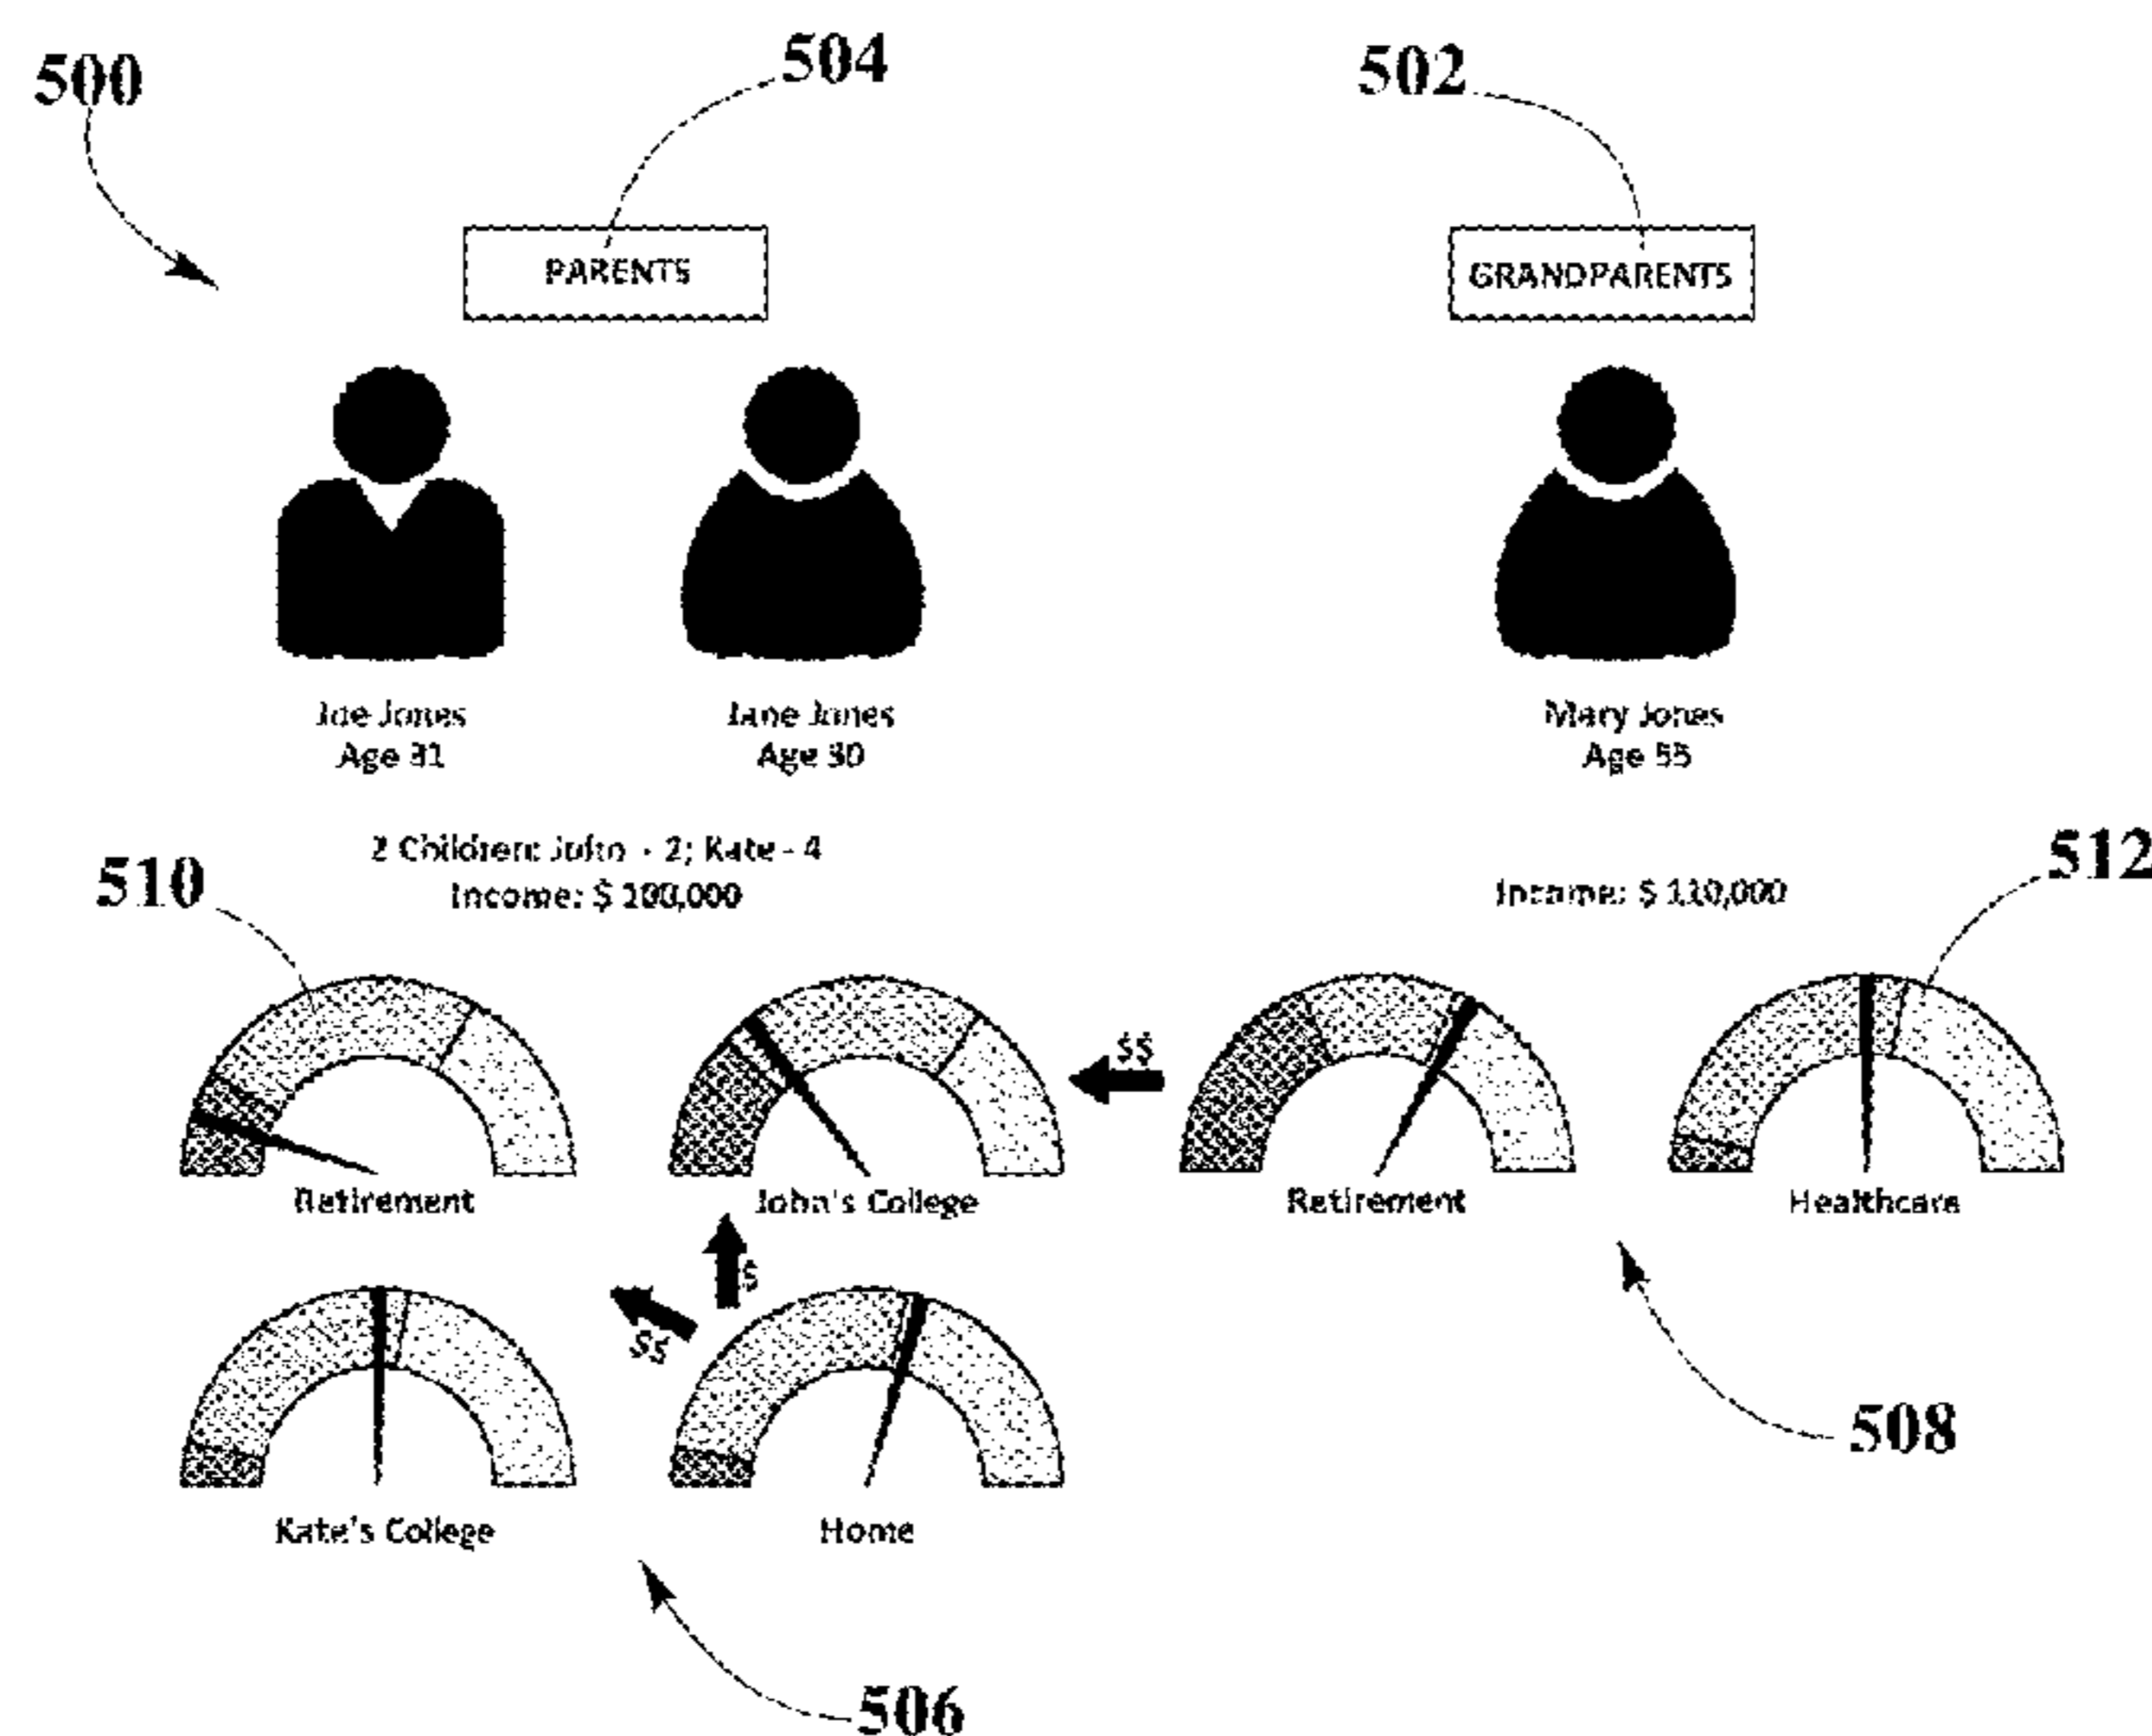 500
504
502
PARENTS
GRANDPARENTS
Joe Jones
Age 31
Jane Jones
Age 30
Mary Jones
Age 55
2 Children: John - 2; Kate - 4
Income: $ 100,000
Income: $ 110,000
510
512
$$
Retirement
John's College
Retirement
Healthcare
$
$$
Kate's College
Home
508
506